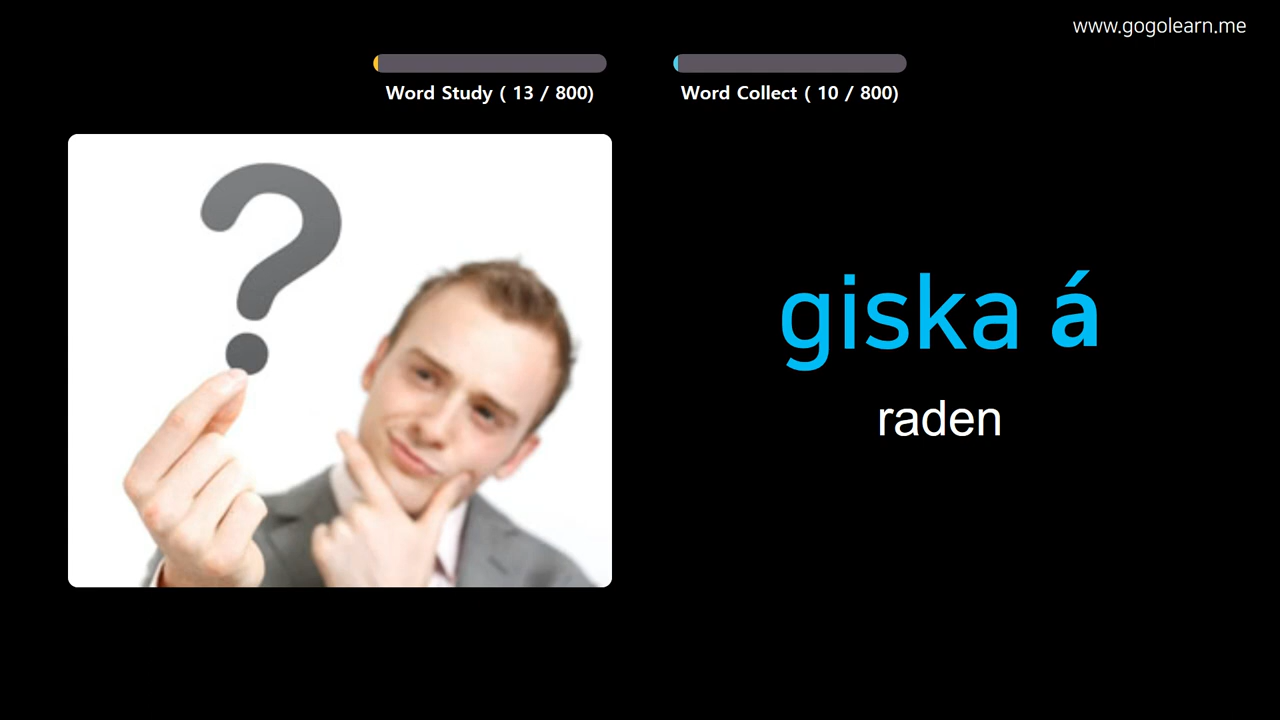 www.gogolearn.me
Word Study ( 13 / 800)
Word Collect ( 10 / 800)
?
giska á
raden